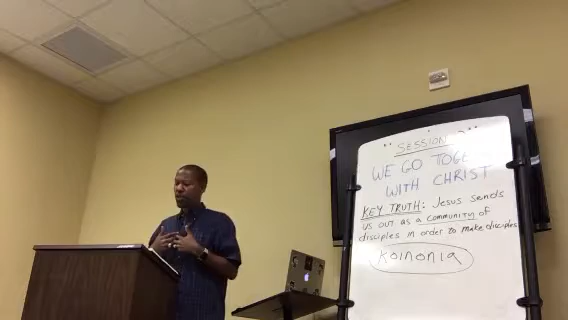 "SESSION
WE GO TOGE
WITH CHRIST
KEY TRUTH: Jesus sends
us out as a community of
disciples in order to make disciples
Koinonia